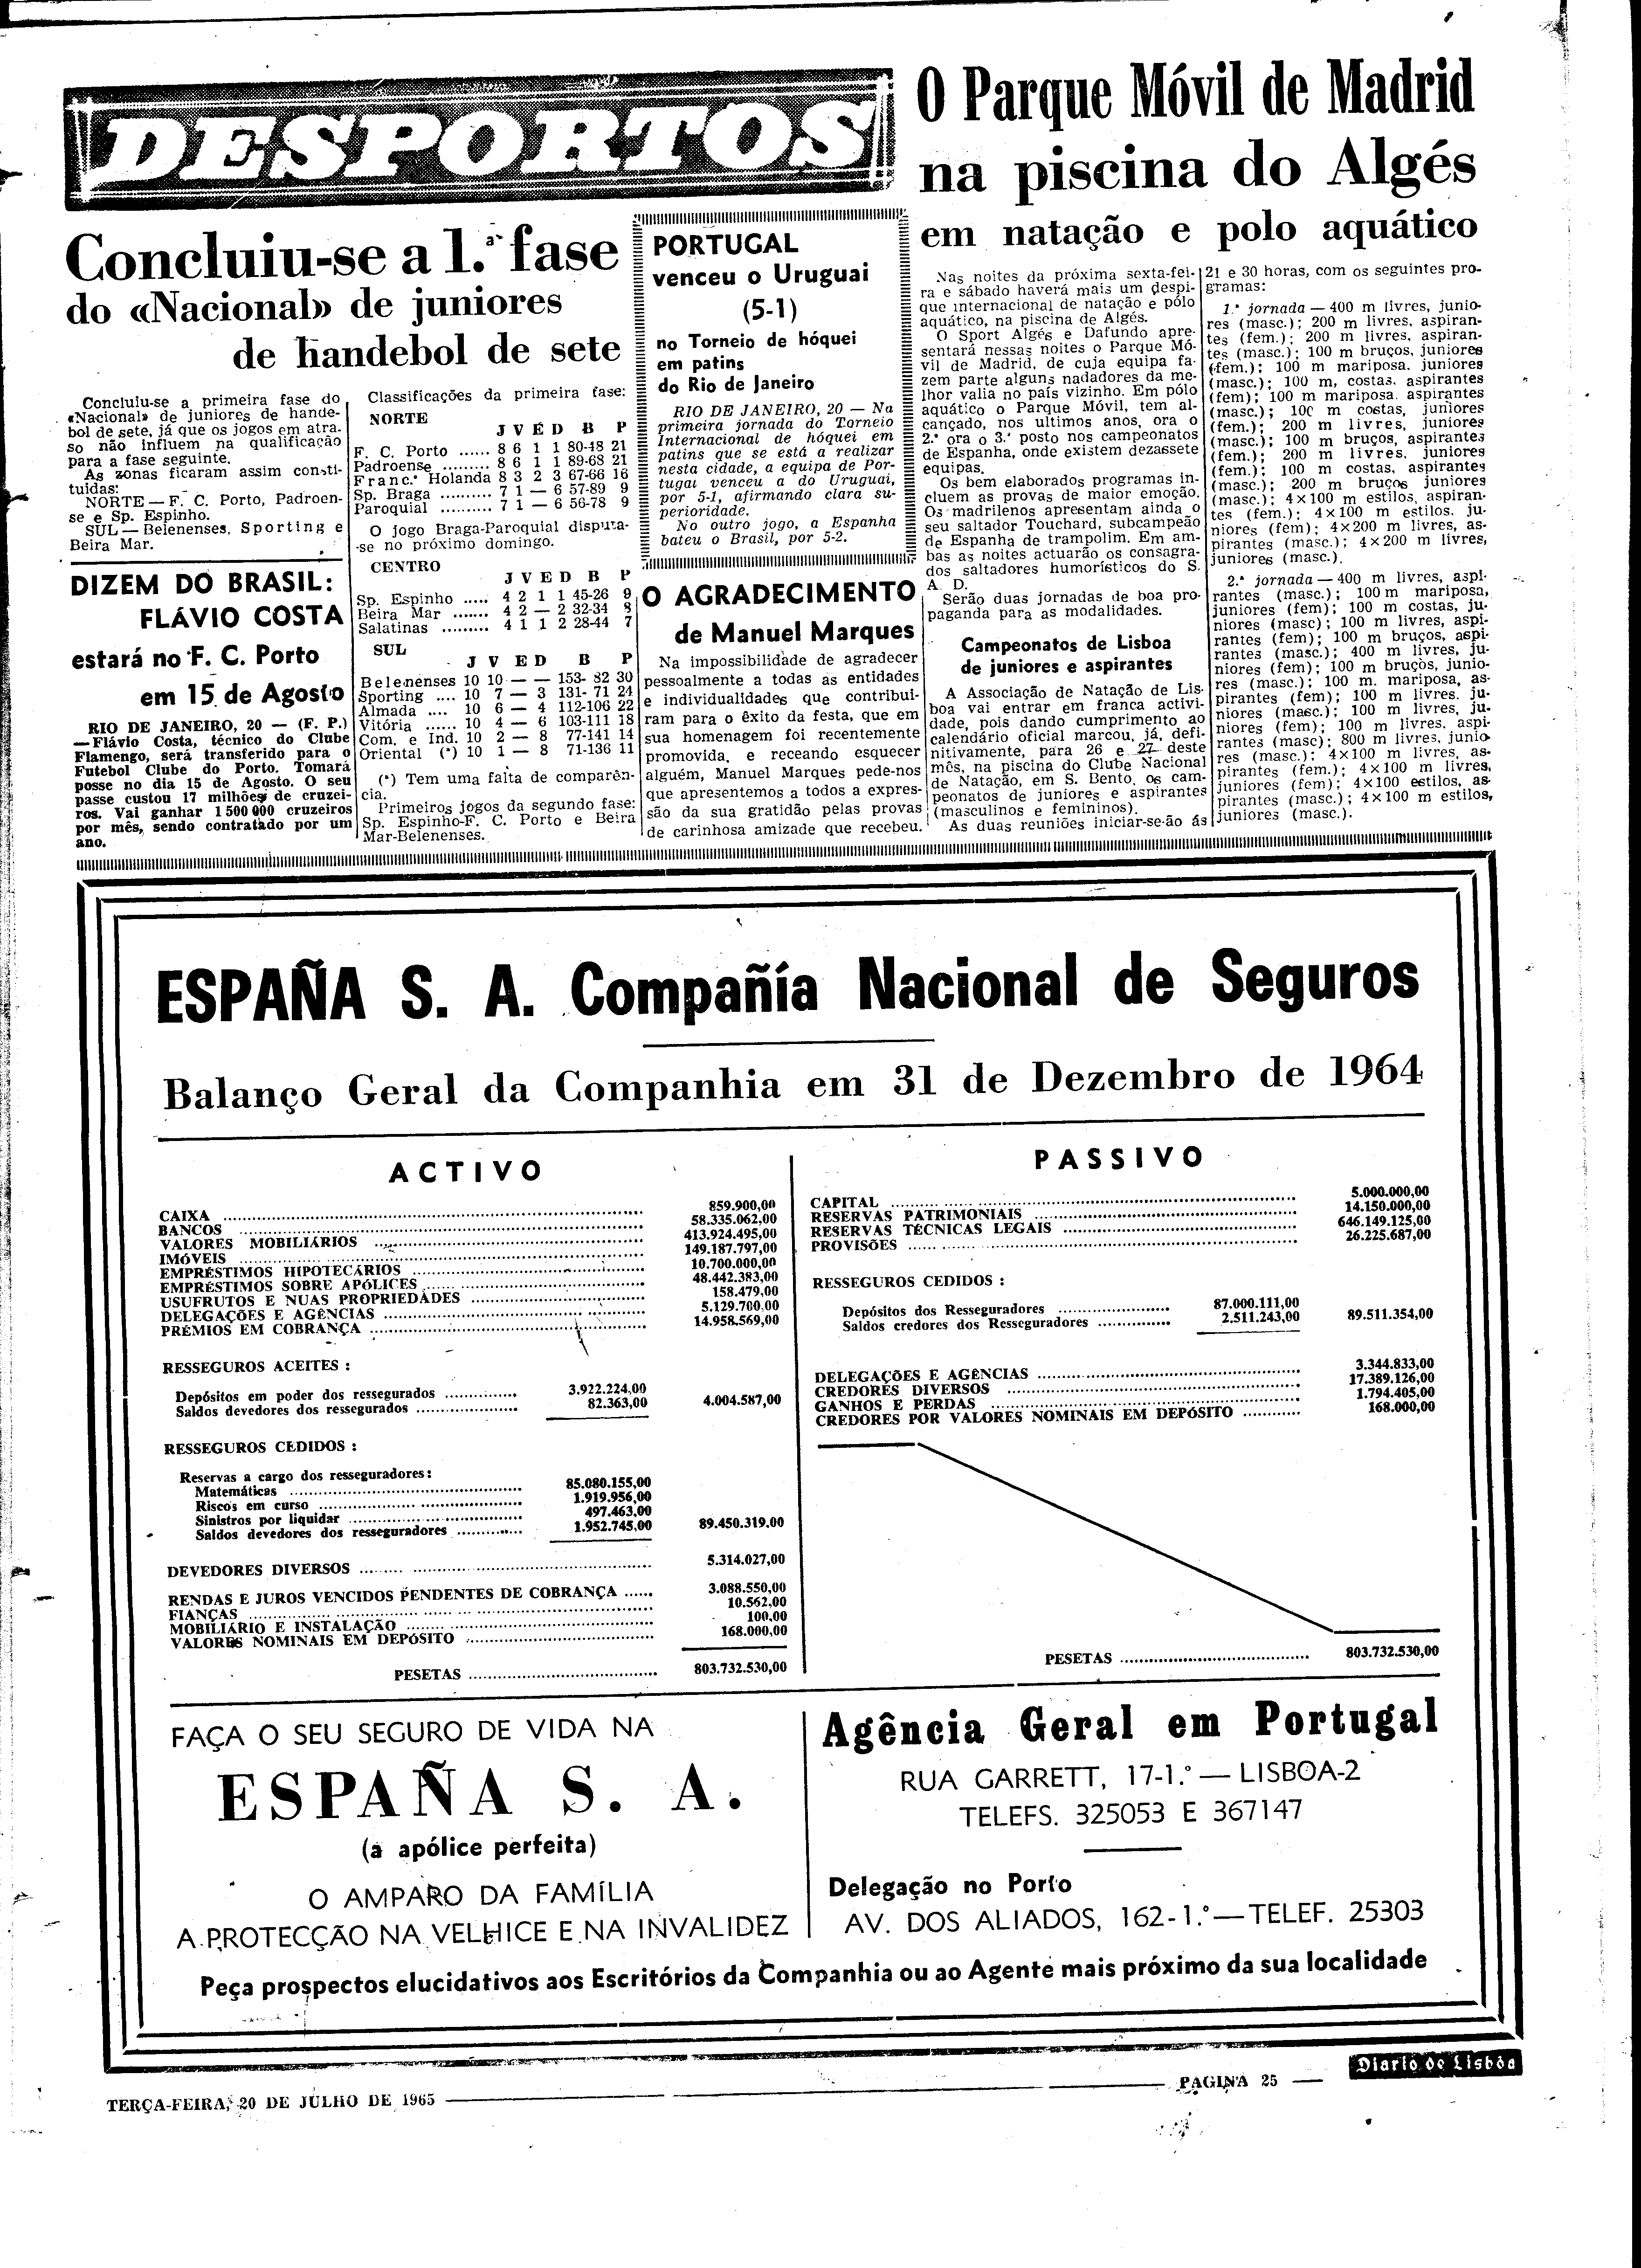 DESPORTOS
Concluiu-se a 1.ª fase
do «Nacional» de juniores
de handebol de sete
Concluiu-se a primeira fase do
«Nacional» de juniores de hande-
bol de sete, já que os jogos em atra-
so não influem na qualificação
para a fase seguinte.
As zonas ficaram assim consti-
tuídas:
NORTE — F. C. Porto, Padroen-
se e Sp. Espinho.
SUL — Belenenses, Sporting e
Beira Mar.
DIZEM DO BRASIL:
FLÁVIO COSTA
estará no F. C. Porto
em 15 de Agosto
RIO DE JANEIRO, 20 — (F. P.)
— Flávio Costa, técnico do Clube
Flamengo, será transferido para o
Futebol Clube do Porto. Tomará
posse no dia 15 de Agosto. O seu
passe custou 17 milhões de cruzei-
ros. Vai ganhar 1 500 000 cruzeiros
por mês, sendo contratado por um
ano.
Classificações da primeira fase:
NORTE
J V E D B P
F. C. Porto ...... 8 6 1 1 80-48 21
Padroense ......... 8 6 1 1 89-68 21
Franc.ª Holanda 8 3 2 3 67-66 16
Sp. Braga .......... 7 1 — 6 57-89 9
Paroquial .......... 7 1 — 6 56-78 9
O jogo Braga-Paroquial disputa-
-se no próximo domingo.
CENTRO
J V E D B P
Sp. Espinho ..... 4 2 1 1 45-26 9
Beira Mar ....... 4 2 — 2 32-34 8
Salatinas ......... 4 1 1 2 28-44 7
SUL
J V E D B P
Belenenses 10 10 — — 153- 82 30
Sporting .... 10 7 — 3 131- 71 24
Almada .... 10 6 — 4 112-106 22
Vitória ..... 10 4 — 6 103-111 18
Com. e Ind. 10 2 — 8 77-141 14
Oriental (*) 10 1 — 8 71-136 11
(*) Tem uma falta de comparên-
cia.
Primeiros jogos da segundo fase:
Sp. Espinho-F. C. Porto e Beira
Mar-Belenenses.
PORTUGAL
venceu o Uruguai
(5-1)
no Torneio de hóquei
em patins
do Rio de Janeiro
RIO DE JANEIRO, 20 — Na
primeira jornada do Torneio
Internacional de hóquei em
patins que se está a realizar
nesta cidade, a equipa de Por-
tugal venceu a do Uruguai,
por 5-1, afirmando clara su-
perioridade.
No outro jogo, a Espanha
bateu o Brasil, por 5-2.
O AGRADECIMENTO
de Manuel Marques
Na impossibilidade de agradecer
pessoalmente a todas as entidades
e individualidades que contribui-
ram para o êxito da festa, que em
sua homenagem foi recentemente
promovida, e receando esquecer
alguém, Manuel Marques pede-nos
que apresentemos a todos a expres-
são da sua gratidão pelas provas
de carinhosa amizade que recebeu.
O Parque Móvil de Madrid
na piscina do Algés
em natação e polo aquático
Nas noites da próxima sexta-fei-
ra e sábado haverá mais um despi-
que internacional de natação e pólo
aquático, na piscina de Algés.
O Sport Algés e Dafundo apre-
sentará nessas noites o Parque Mó-
vil de Madrid, de cuja equipa fa-
zem parte alguns nadadores da me-
lhor valia no país vizinho. Em pólo
aquático o Parque Móvil, tem al-
cançado, nos ultimos anos, ora o
2.ª ora o 3.ª posto nos campeonatos
de Espanha, onde existem dezassete
equipas.
Os bem elaborados programas in-
cluem as provas de maior emoção.
Os madrilenos apresentam ainda o
seu saltador Touchard, subcampeão
de Espanha de trampolim. Em am-
bas as noites actuarão os consagra-
dos saltadores humorísticos do S.
A. D.
Serão duas jornadas de boa pro-
paganda para as modalidades.
Campeonatos de Lisboa
de juniores e aspirantes
A Associação de Natação de Lis-
boa vai entrar em franca activi-
dade, pois dando cumprimento ao
calendário oficial marcou, já, defi-
nitivamente, para 26 e 27 deste
mês, na piscina do Clube Nacional
de Natação, em S. Bento, os cam-
peonatos de juniores e aspirantes
(masculinos e femininos).
As duas reuniões iniciar-se-ão às
21 e 30 horas, com os seguintes pro-
gramas:
1.ª jornada — 400 m livres, junio-
res (masc.); 200 m livres, aspiran-
tes (fem.); 200 m livres, aspiran-
tes (masc.); 100 m bruços, juniores
(fem.); 100 m mariposa, juniores
(masc.); 100 m, costas, aspirantes
(fem); 100 m mariposa, aspirantes
(masc.); 100 m costas, juniores
(fem.); 200 m livres, juniores
(masc.); 100 m bruços, aspirantes
(fem.); 200 m livres, juniores
(fem.); 100 m costas, aspirantes
(masc.); 200 m bruços juniores
(masc.); 4×100 m estilos, aspiran-
tes (fem.); 4×100 m estilos, ju-
niores (fem); 4×200 m livres, as-
pirantes (masc.); 4×200 m livres,
juniores (masc.).
2.ª jornada — 400 m livres, aspi-
rantes (masc.); 100 m mariposa,
juniores (fem); 100 m costas, ju-
niores (masc); 100 m livres, aspi-
rantes (fem); 100 m bruços, aspi-
rantes (masc.); 400 m livres, ju-
niores (fem); 100 m bruços, junio-
res (masc.); 100 m. mariposa, as-
pirantes (fem); 100 m livres, ju-
niores (masc.); 100 m livres, ju-
niores (fem); 100 m livres, aspi-
rantes (masc); 800 m livres, junio
res (masc.); 4×100 m livres, as-
pirantes (fem.); 4×100 m livres,
juniores (fem); 4×100 estilos, as-
pirantes (masc.); 4×100 m estilos,
juniores (masc.).
ESPAÑA S. A. Compañía Nacional de Seguros
Balanço Geral da Companhia em 31 de Dezembro de 1964
ACTIVO
CAIXA ..... 859.900,00
BANCOS ..... 58.335.062,00
VALORES MOBILIÁRIOS ..... 413.924.495,00
IMÓVEIS ..... 149.187.797,00
EMPRÉSTIMOS HIPOTECÁRIOS ..... 10.700.000,00
EMPRÉSTIMOS SOBRE APÓLICES ..... 48.442.383,00
USUFRUTOS E NUAS PROPRIEDADES ..... 158.479,00
DELEGAÇÕES E AGÊNCIAS ..... 5.129.700,00
PRÉMIOS EM COBRANÇA ..... 14.958.569,00
RESSEGUROS ACEITES :
Depósitos em poder dos ressegurados ..... 3.922.224,00
Saldos devedores dos ressegurados ..... 82.363,00 4.004.587,00
RESSEGUROS CEDIDOS :
Reservas a cargo dos resseguradores:
Matemáticas ..... 85.080.155,00
Riscos em curso ..... 1.919.956,00
Sinistros por liquidar ..... 497.463,00
Saldos devedores dos resseguradores ..... 1.952.745,00 89.450.319,00
DEVEDORES DIVERSOS ..... 5.314.027,00
RENDAS E JUROS VENCIDOS PENDENTES DE COBRANÇA ...... 3.088.550,00
FIANÇAS ..... 10.562,00
MOBILIÁRIO E INSTALAÇÃO ..... 100,00
VALORES NOMINAIS EM DEPÓSITO ..... 168.000,00
PESETAS ..... 803.732.530,00
PASSIVO
CAPITAL ..... 5.000.000,00
RESERVAS PATRIMONIAIS ..... 14.150.000,00
RESERVAS TÉCNICAS LEGAIS ..... 646.149.125,00
PROVISÕES ..... 26.225.687,00
RESSEGUROS CEDIDOS :
Depósitos dos Resseguradores ..... 87.000.111,00
Saldos credores dos Resseguradores ..... 2.511.243,00 89.511.354,00
DELEGAÇÕES E AGÊNCIAS ..... 3.344.833,00
CREDORES DIVERSOS ..... 17.389.126,00
GANHOS E PERDAS ..... 1.794.405,00
CREDORES POR VALORES NOMINAIS EM DEPÓSITO ..... 168.000,00
PESETAS ..... 803.732.530,00
FAÇA O SEU SEGURO DE VIDA NA
ESPAÑA S. A.
(a apólice perfeita)
O AMPARO DA FAMÍLIA
A PROTECÇÃO NA VELHICE E NA INVALIDEZ
Agência Geral em Portugal
RUA GARRETT, 17-1.º — LISBOA-2
TELEFS. 325053 E 367147
Delegação no Porto
AV. DOS ALIADOS, 162-1.º — TELEF. 25303
Peça prospectos elucidativos aos Escritórios da Companhia ou ao Agente mais próximo da sua localidade
TERÇA-FEIRA, 20 DE JULHO DE 1965
PAGINA 25
Diario de Lisbôa